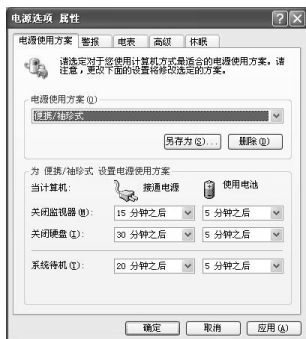 电源选项 属性
电源使用方案 警报 电表 高级 休眠
请选定对于您使用计算机方式最适合的电源使用方案。请
注意，更改下面的设置将修改选定的方案。
电源使用方案(U)
便携/袖珍式
另存为(S)... 删除(D)
为 便携/袖珍式 设置电源使用方案
当计算机: 接通电源 使用电池
关闭监视器(M): 15 分钟之后 5 分钟之后
关闭硬盘(I): 30 分钟之后 5 分钟之后
系统待机(T): 20 分钟之后 5 分钟之后
确定 取消 应用(A)